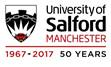 University of
Salford
MANCHESTER
1967-2017 50 YEARS